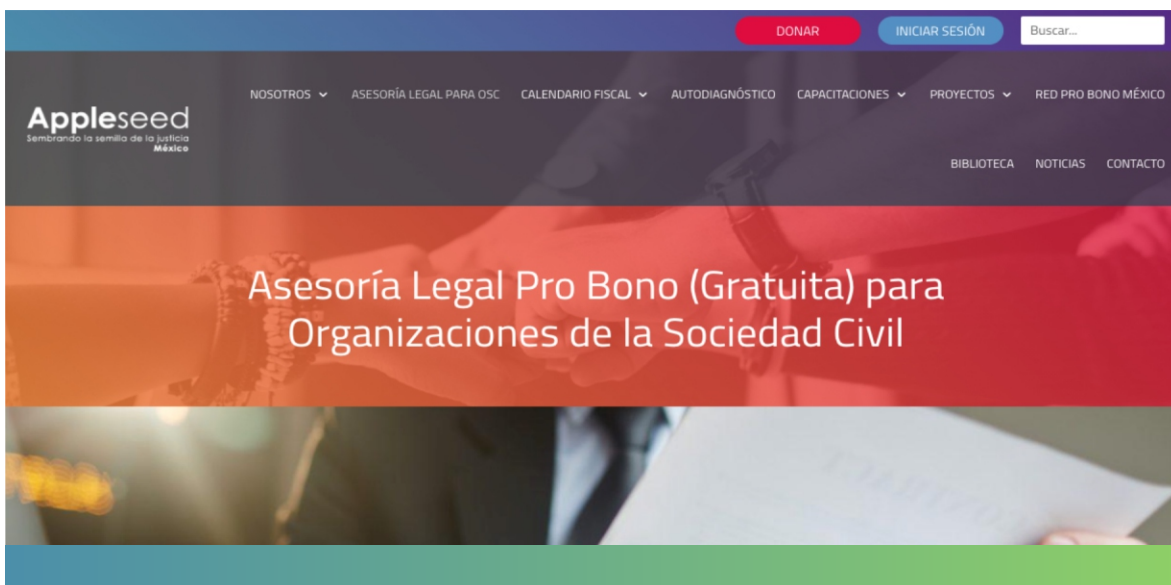 DONAR
INICIAR SESIÓN
Buscar...
NOSOTROS
ASESORÍA LEGAL PARA OSC
CALENDARIO FISCAL
AUTODIAGNÓSTICO
CAPACITACIONES
PROYECTOS
RED PRO BONO MÉXICO
Appleseed
Sembrando la semilla de la justicia
México
BIBLIOTECA
NOTICIAS
CONTACTO
Asesoría Legal Pro Bono (Gratuita) para
Organizaciones de la Sociedad Civil
CONTRACT